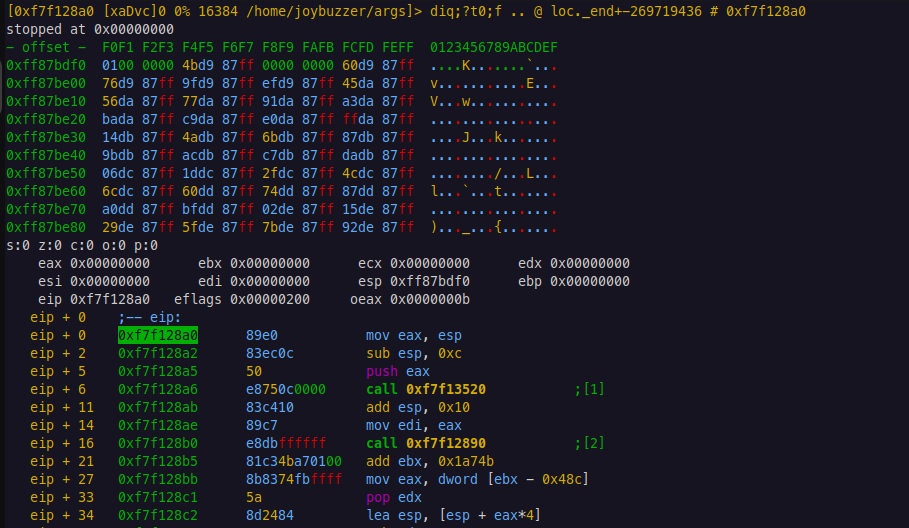 [0xf7f128a0 [xaDvc]0 0% 16384 /home/joybuzzer/args]> diq;?t0;f .. @ loc._end+-269719436 # 0xf7f128a0
stopped at 0x00000000
- offset -  F0F1 F2F3 F4F5 F6F7 F8F9 FAFB FCFD FEFF  0123456789ABCDEF
0xff87bdf0  0100 0000 4bd9 87ff 0000 0000 60d9 87ff  ....K.......`...
0xff87be00  76d9 87ff 9fd9 87ff efd9 87ff 45da 87ff  v...........E...
0xff87be10  56da 87ff 77da 87ff 91da 87ff a3da 87ff  V...w...........
0xff87be20  bada 87ff c9da 87ff e0da 87ff ffda 87ff  ................
0xff87be30  14db 87ff 4adb 87ff 6bdb 87ff 87db 87ff  ....J...k.......
0xff87be40  9bdb 87ff acdb 87ff c7db 87ff dadb 87ff  ................
0xff87be50  06dc 87ff 1ddc 87ff 2fdc 87ff 4cdc 87ff  ......../...L...
0xff87be60  6cdc 87ff 60dd 87ff 74dd 87ff 87dd 87ff  l...`...t.......
0xff87be70  a0dd 87ff bfdd 87ff 02de 87ff 15de 87ff  ................
0xff87be80  29de 87ff 5fde 87ff 7bde 87ff 92de 87ff  )..._...{.......
s:0 z:0 c:0 o:0 p:0
eax 0x00000000 ebx 0x00000000 ecx 0x00000000 edx 0x00000000
esi 0x00000000 edi 0x00000000 esp 0xff87bdf0 ebp 0x00000000
eip 0xf7f128a0 eflags 0x00000200 oeax 0x0000000b
eip + 0 ;-- eip:
eip + 0 0xf7f128a0 89e0 mov eax, esp
eip + 2 0xf7f128a2 83ec0c sub esp, 0xc
eip + 5 0xf7f128a5 50 push eax
eip + 6 0xf7f128a6 e8750c0000 call 0xf7f13520 ;[1]
eip + 11 0xf7f128ab 83c410 add esp, 0x10
eip + 14 0xf7f128ae 89c7 mov edi, eax
eip + 16 0xf7f128b0 e8dbffffff call 0xf7f12890 ;[2]
eip + 21 0xf7f128b5 81c34ba70100 add ebx, 0x1a74b
eip + 27 0xf7f128bb 8b8374fbffff mov eax, dword [ebx - 0x48c]
eip + 33 0xf7f128c1 5a pop edx
eip + 34 0xf7f128c2 8d2484 lea esp, [esp + eax*4]